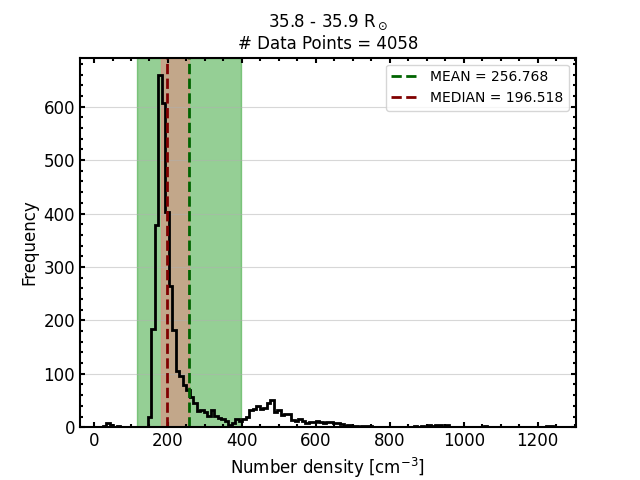 35.8 - 35.9 R⊙
# Data Points = 4058
MEAN = 256.768
MEDIAN = 196.518
Frequency
600
500
400
300
200
100
0
0 200 400 600 800 1000 1200
Number density [cm⁻³]